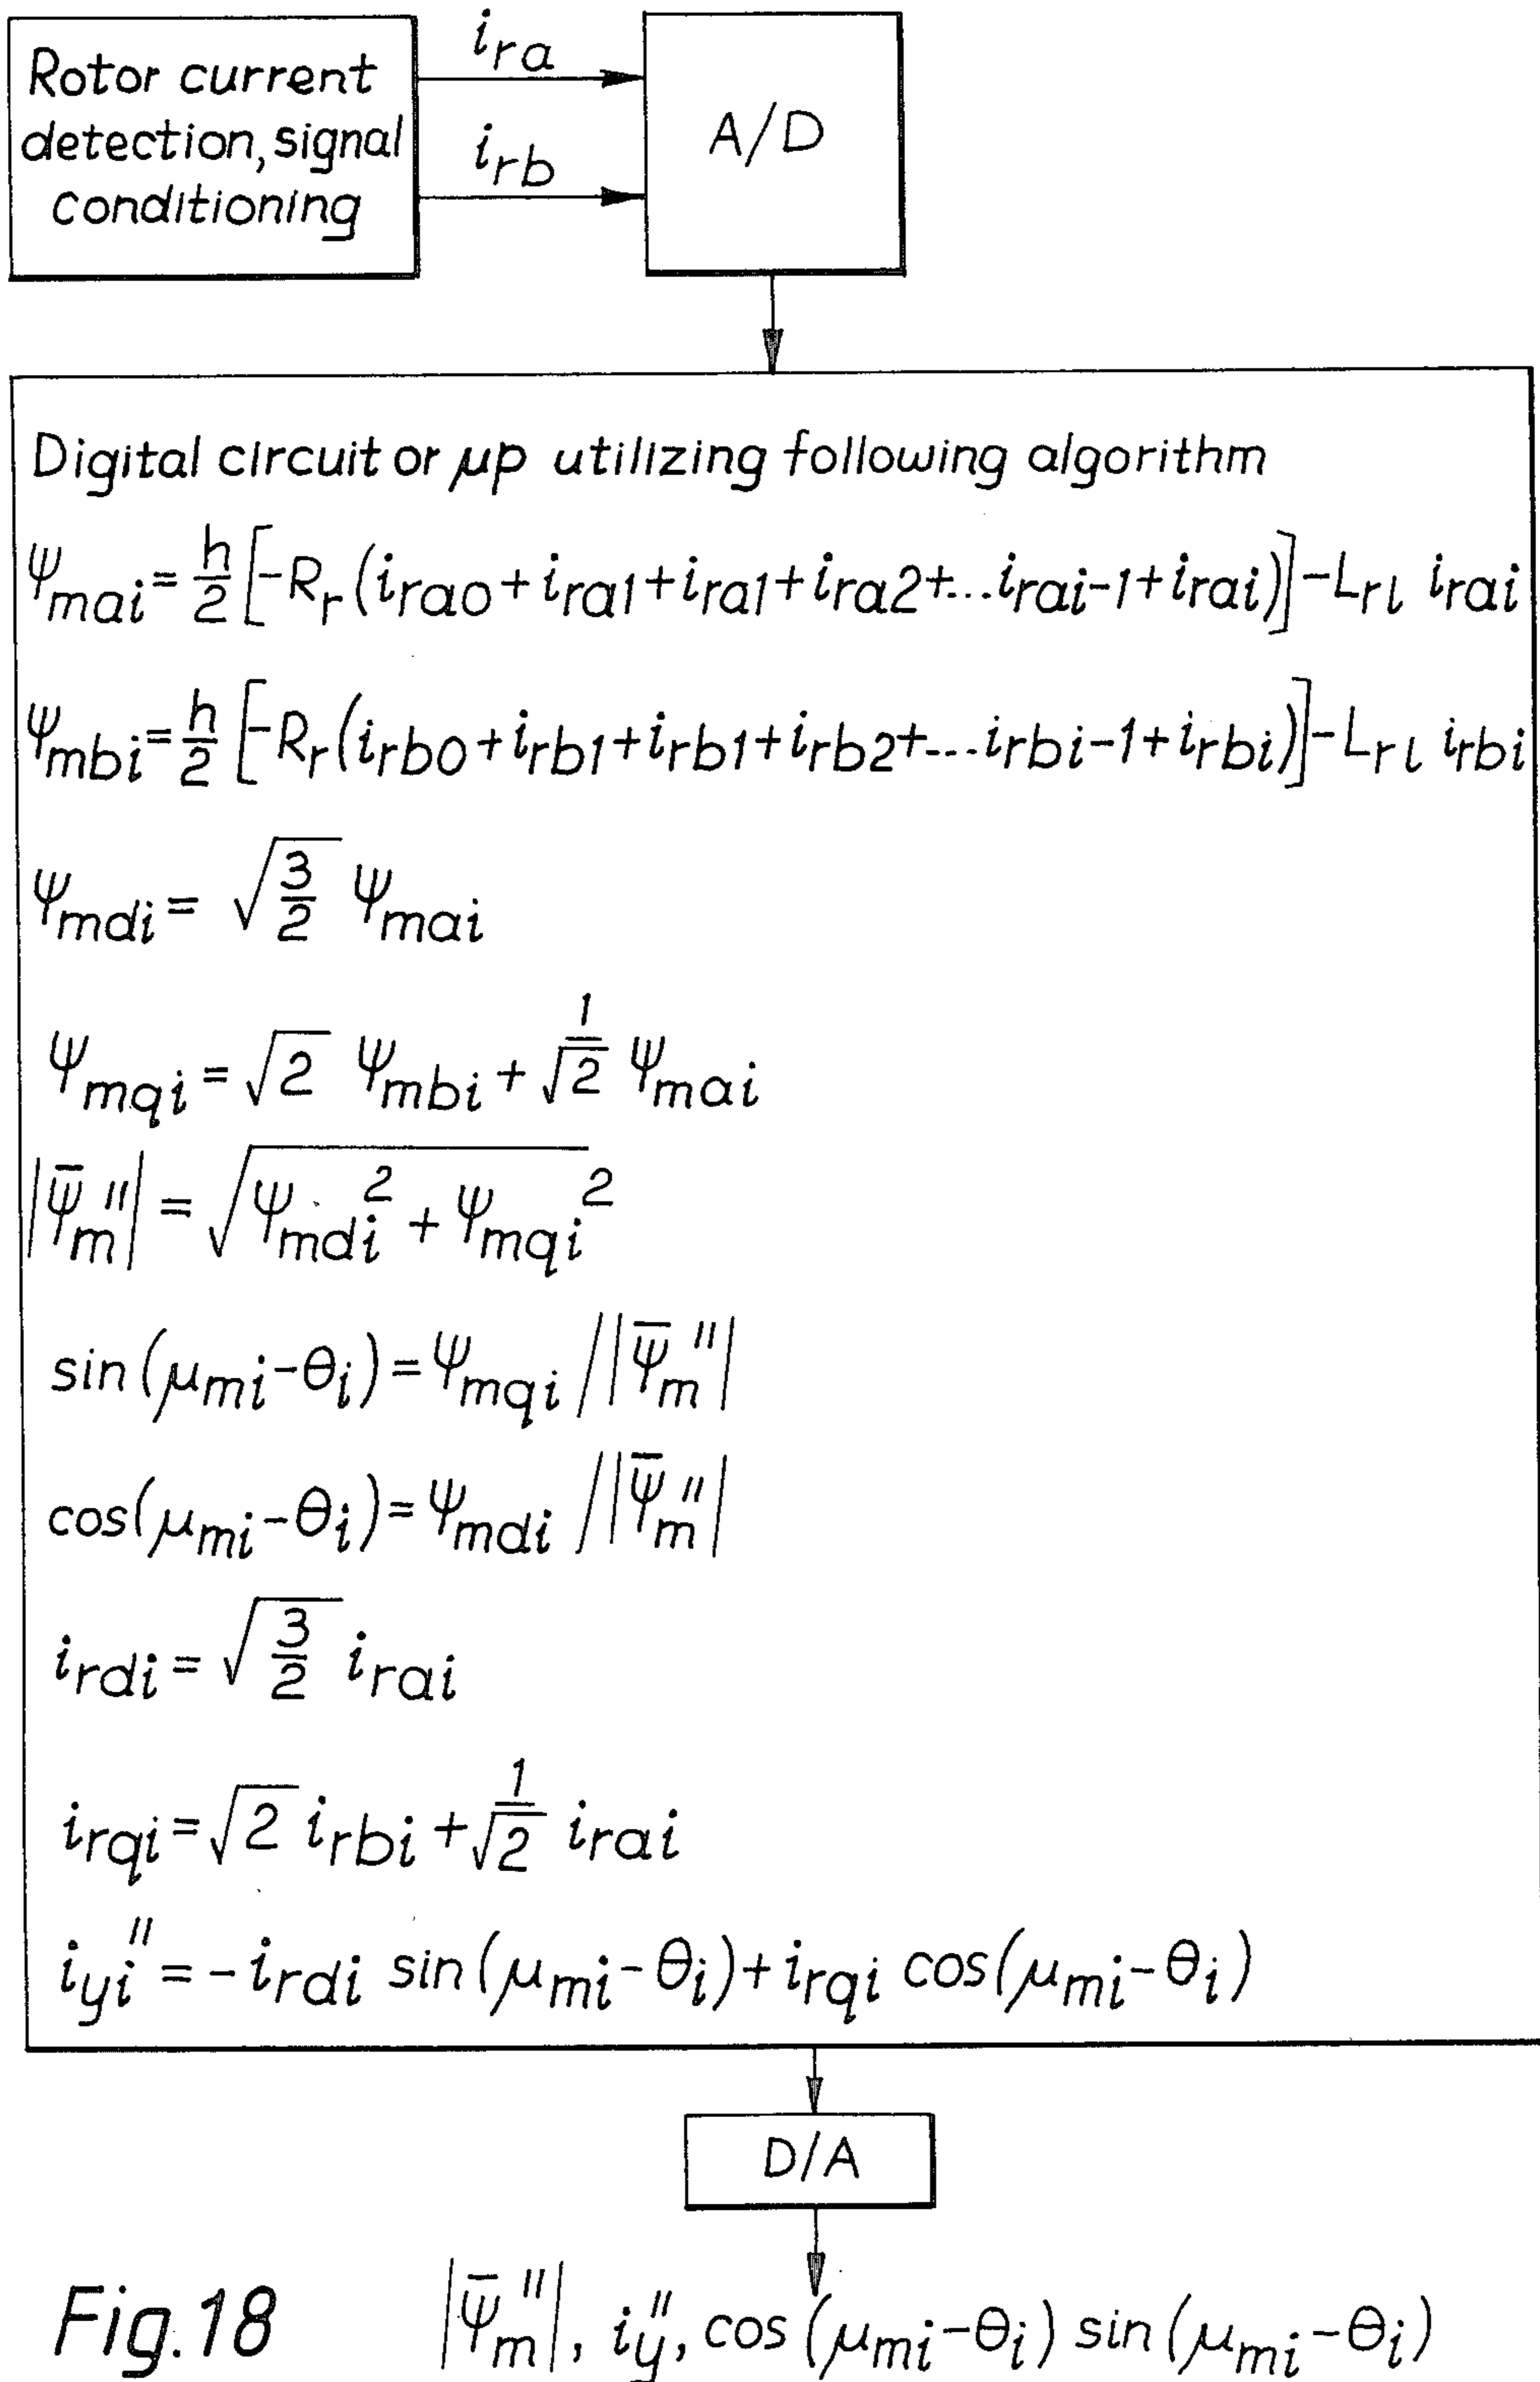 Rotor current
detection, signal
conditioning
i_ra
i_rb
A/D
Digital circuit or μp utilizing following algorithm
ψ_mai = h/2 [-R_r (i_ra0 + i_ra1 + i_ra1 + i_ra2 + ... i_rai-1 + i_rai)] - L_rl i_rai
ψ_mbi = h/2 [-R_r (i_rb0 + i_rb1 + i_rb1 + i_rb2 + --- i_rbi-1 + i_rbi)] - L_rl i_rbi
ψ_mdi = √(3/2) ψ_mai
ψ_mqi = √2 ψ_mbi + 1/√2 ψ_mai
|ψ̄_m''| = √(ψ_mdi² + ψ_mqi²)
sin(μ_mi - θ_i) = ψ_mqi / |ψ̄_m''|
cos(μ_mi - θ_i) = ψ_mdi / |ψ̄_m''|
i_rdi = √(3/2) i_rai
i_rqi = √2 i_rbi + 1/√2 i_rai
i_yi'' = - i_rdi sin(μ_mi - θ_i) + i_rqi cos(μ_mi - θ_i)
D/A
Fig.18
|ψ̄_m''|, i_y'', cos(μ_mi - θ_i) sin(μ_mi - θ_i)